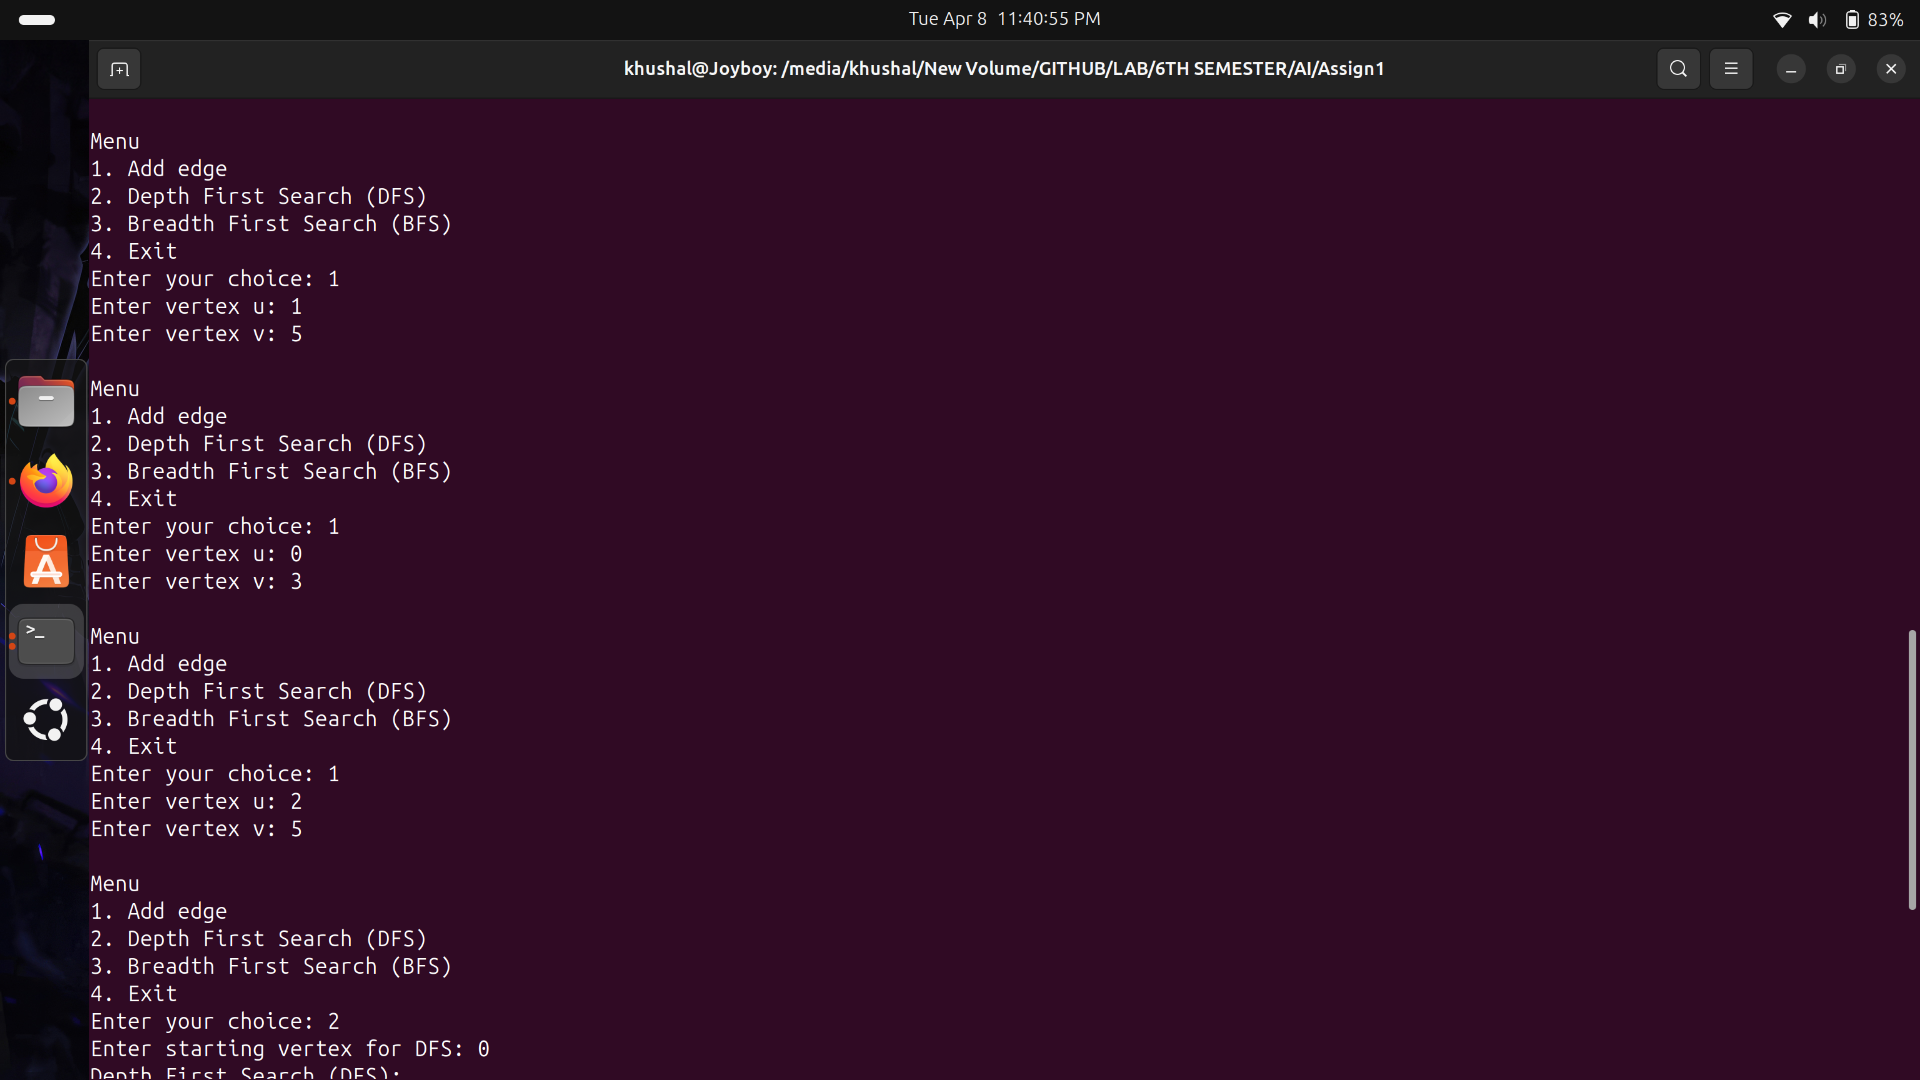 Tue Apr 8 11:40:55 PM
83%
khushal@Joyboy: /media/khushal/New Volume/GITHUB/LAB/6TH SEMESTER/AI/Assign1
Menu
1. Add edge
2. Depth First Search (DFS)
3. Breadth First Search (BFS)
4. Exit
Enter your choice: 1
Enter vertex u: 1
Enter vertex v: 5
Menu
1. Add edge
2. Depth First Search (DFS)
3. Breadth First Search (BFS)
4. Exit
Enter your choice: 1
Enter vertex u: 0
Enter vertex v: 3
Menu
1. Add edge
2. Depth First Search (DFS)
3. Breadth First Search (BFS)
4. Exit
Enter your choice: 1
Enter vertex u: 2
Enter vertex v: 5
Menu
1. Add edge
2. Depth First Search (DFS)
3. Breadth First Search (BFS)
4. Exit
Enter your choice: 2
Enter starting vertex for DFS: 0
Depth First Search (DFS):